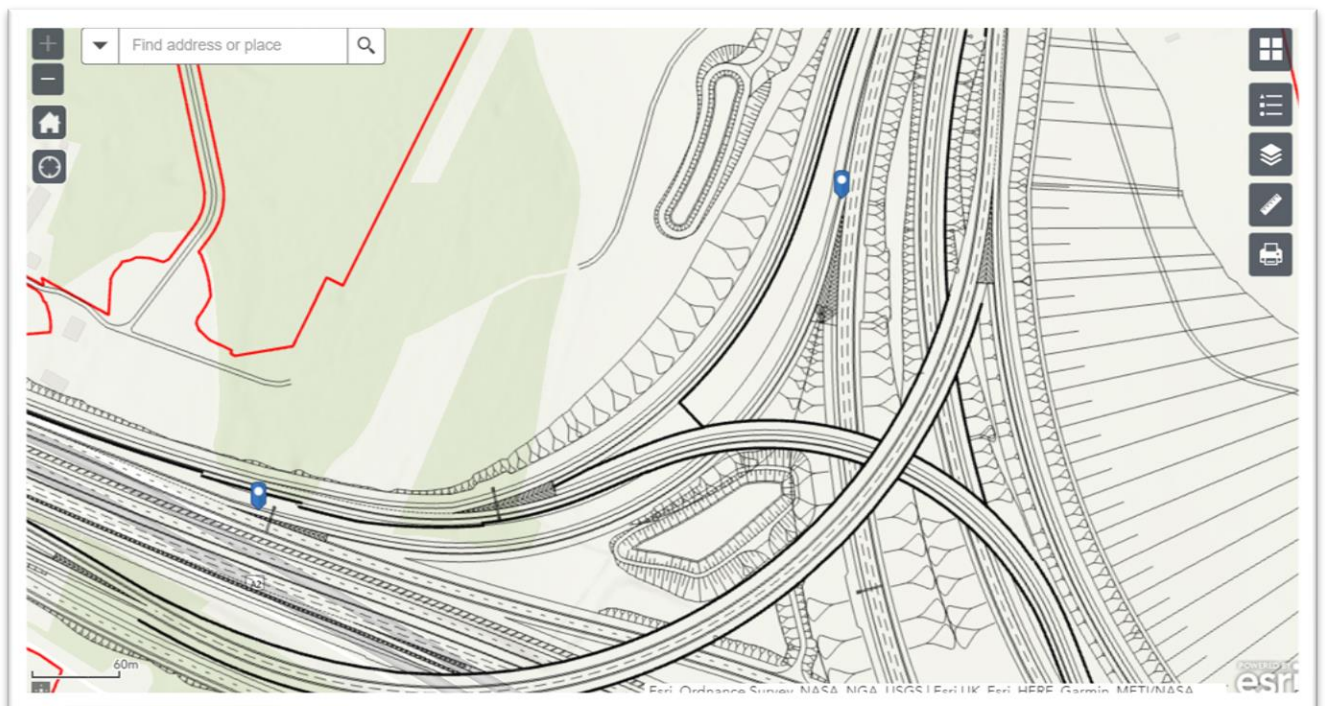 Find address or place
A2
60m
POWERED BY
esri
Esri, Ordnance Survey, NASA, NGA, USGS | Esri UK, Esri, HERE, Garmin, METI/NASA